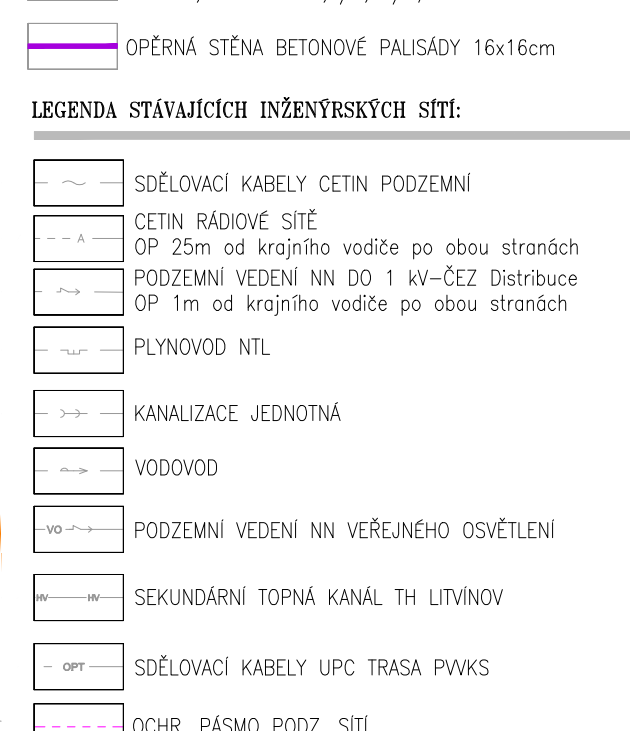 OPĚRNÁ STĚNA BETONOVÉ PALISÁDY 16x16cm
LEGENDA STÁVAJÍCÍCH INŽENÝRSKÝCH SÍTÍ:
SDĚLOVACÍ KABELY CETIN PODZEMNÍ
A CETIN RÁDIOVÉ SÍTĚ
OP 25m od krajního vodiče po obou stranách
PODZEMNÍ VEDENÍ NN DO 1 kV-ČEZ Distribuce
OP 1m od krajního vodiče po obou stranách
PLYNOVOD NTL
KANALIZACE JEDNOTNÁ
VODOVOD
VO PODZEMNÍ VEDENÍ NN VEŘEJNÉHO OSVĚTLENÍ
HV HV SEKUNDÁRNÍ TOPNÁ KANÁL TH LITVÍNOV
OPT SDĚLOVACÍ KABELY UPC TRASA PVVKS
OCHR. PÁSMO PODZ. SÍTÍ